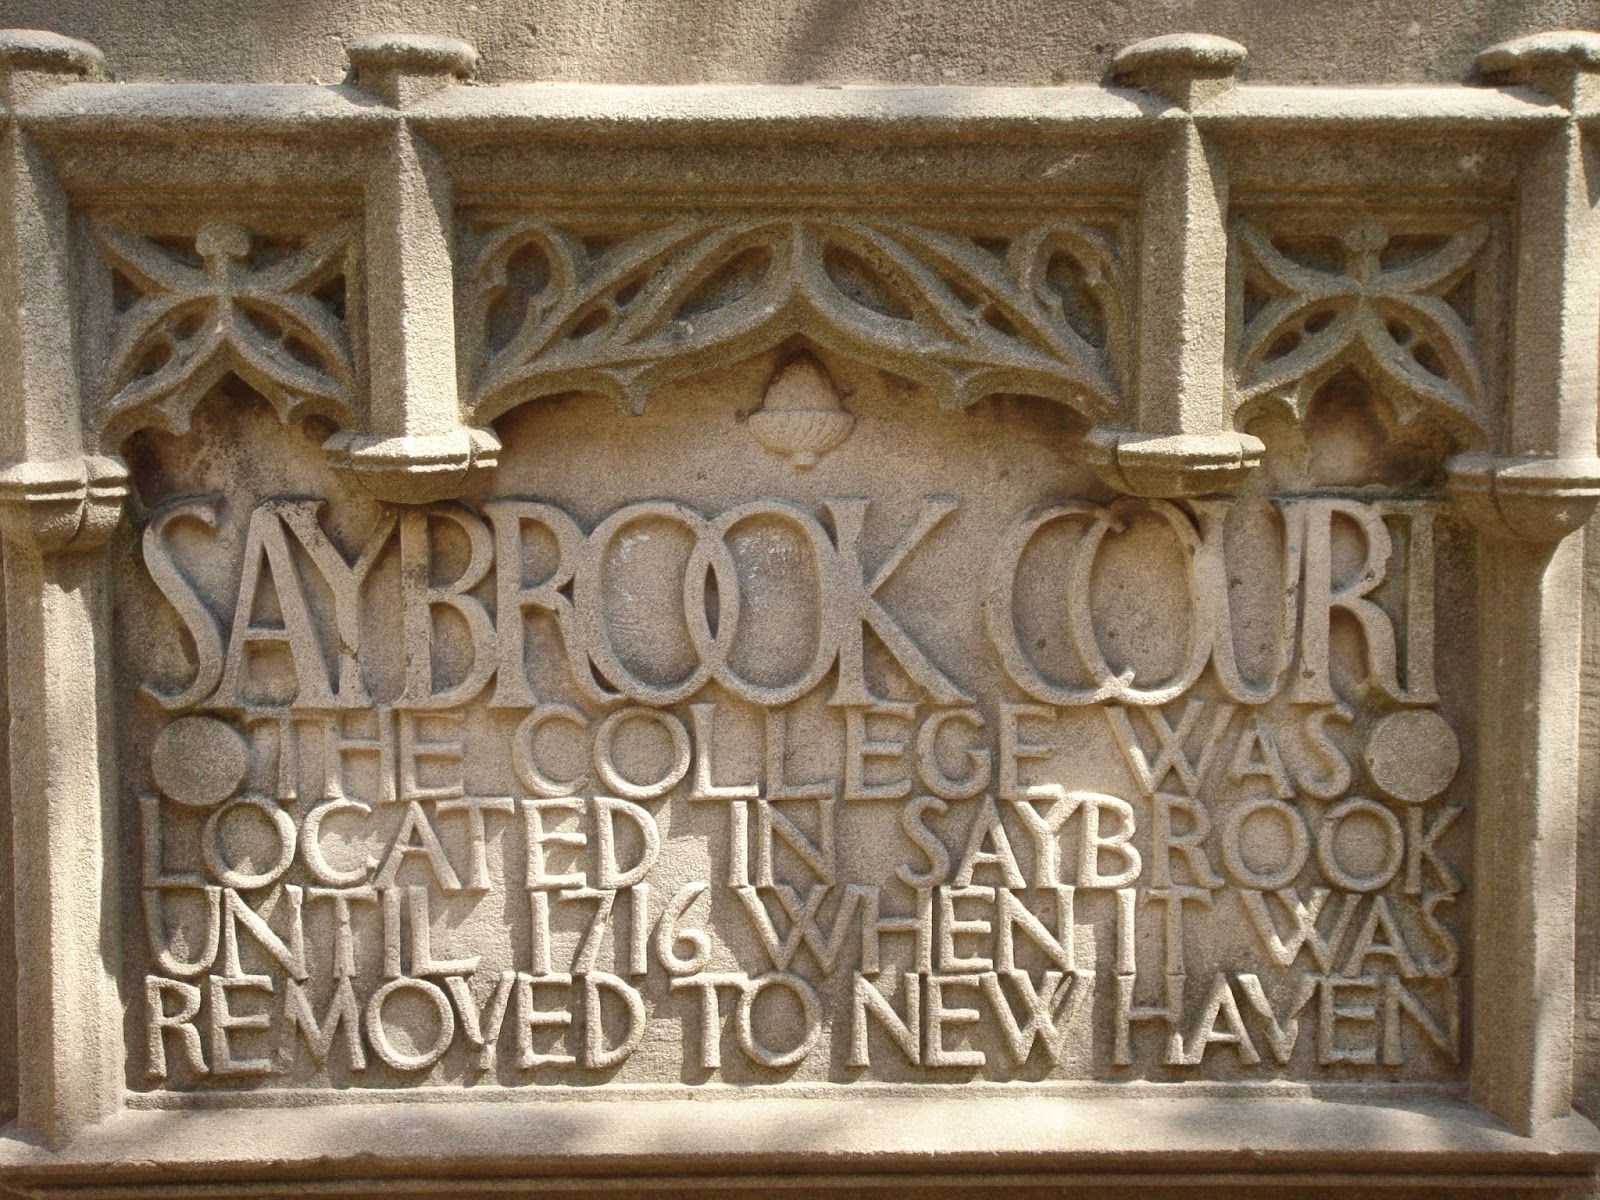 SAYBROOK COURT
THE COLLEGE WAS
LOCATED IN SAYBROOK
UNTIL 1716 WHEN IT WAS
REMOVED TO NEW HAVEN